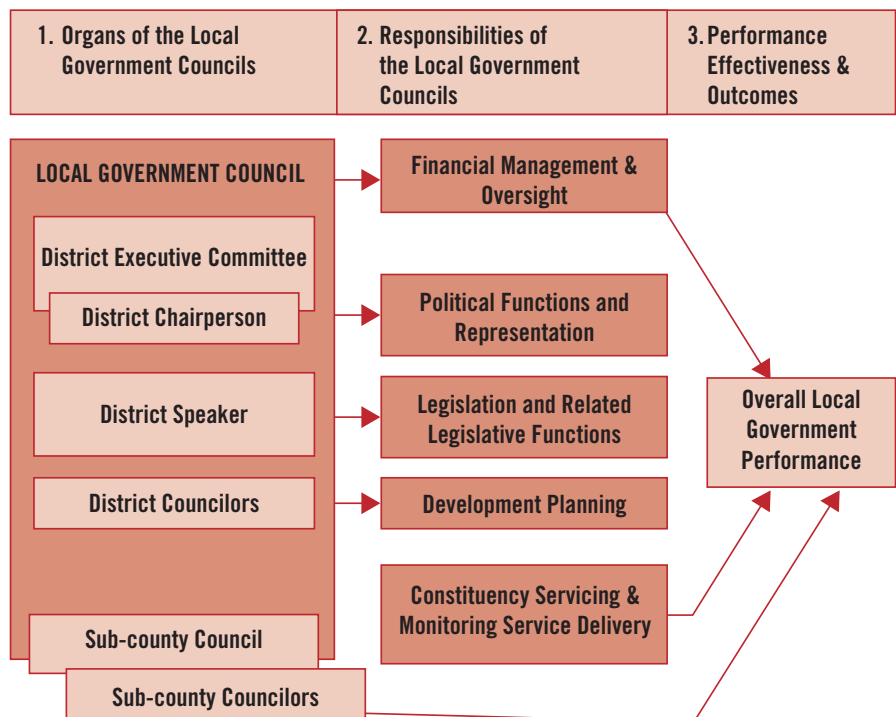 1. Organs of the Local
Government Councils
2. Responsibilities of
the Local Government
Councils
3. Performance
Effectiveness &
Outcomes
LOCAL GOVERNMENT COUNCIL
District Executive Committee
District Chairperson
District Speaker
District Councilors
Sub-county Council
Sub-county Councilors
Financial Management &
Oversight
Political Functions and
Representation
Legislation and Related
Legislative Functions
Development Planning
Constituency Servicing &
Monitoring Service Delivery
Overall Local
Government
Performance